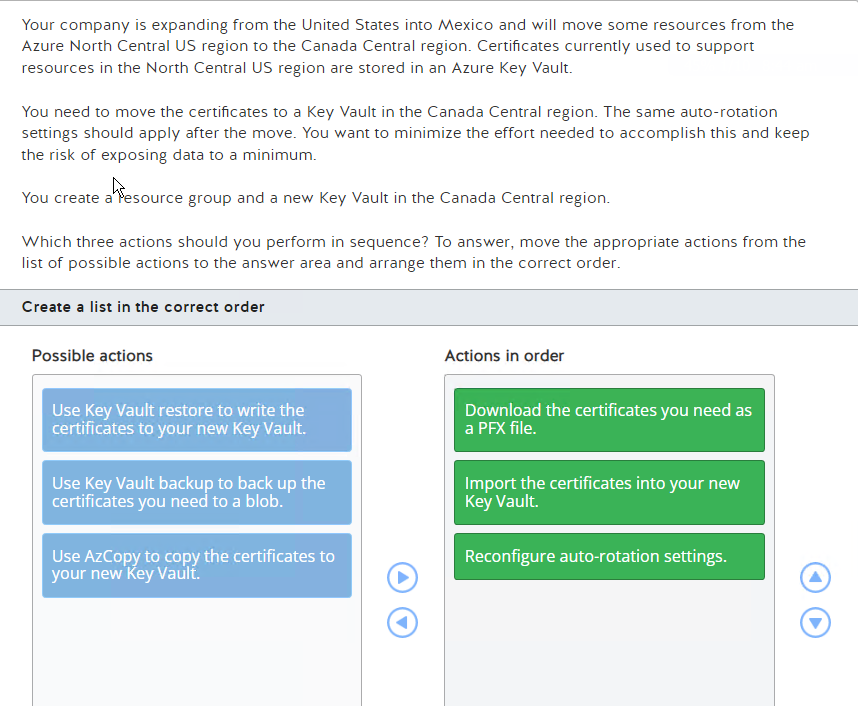 Your company is expanding from the United States into Mexico and will move some resources from the
Azure North Central US region to the Canada Central region. Certificates currently used to support
resources in the North Central US region are stored in an Azure Key Vault.
You need to move the certificates to a Key Vault in the Canada Central region. The same auto-rotation
settings should apply after the move. You want to minimize the effort needed to accomplish this and keep
the risk of exposing data to a minimum.
You create a resource group and a new Key Vault in the Canada Central region.
Which three actions should you perform in sequence? To answer, move the appropriate actions from the
list of possible actions to the answer area and arrange them in the correct order.
Create a list in the correct order
Possible actions
Use Key Vault restore to write the
certificates to your new Key Vault.
Use Key Vault backup to back up the
certificates you need to a blob.
Use AzCopy to copy the certificates to
your new Key Vault.
Actions in order
Download the certificates you need as
a PFX file.
Import the certificates into your new
Key Vault.
Reconfigure auto-rotation settings.